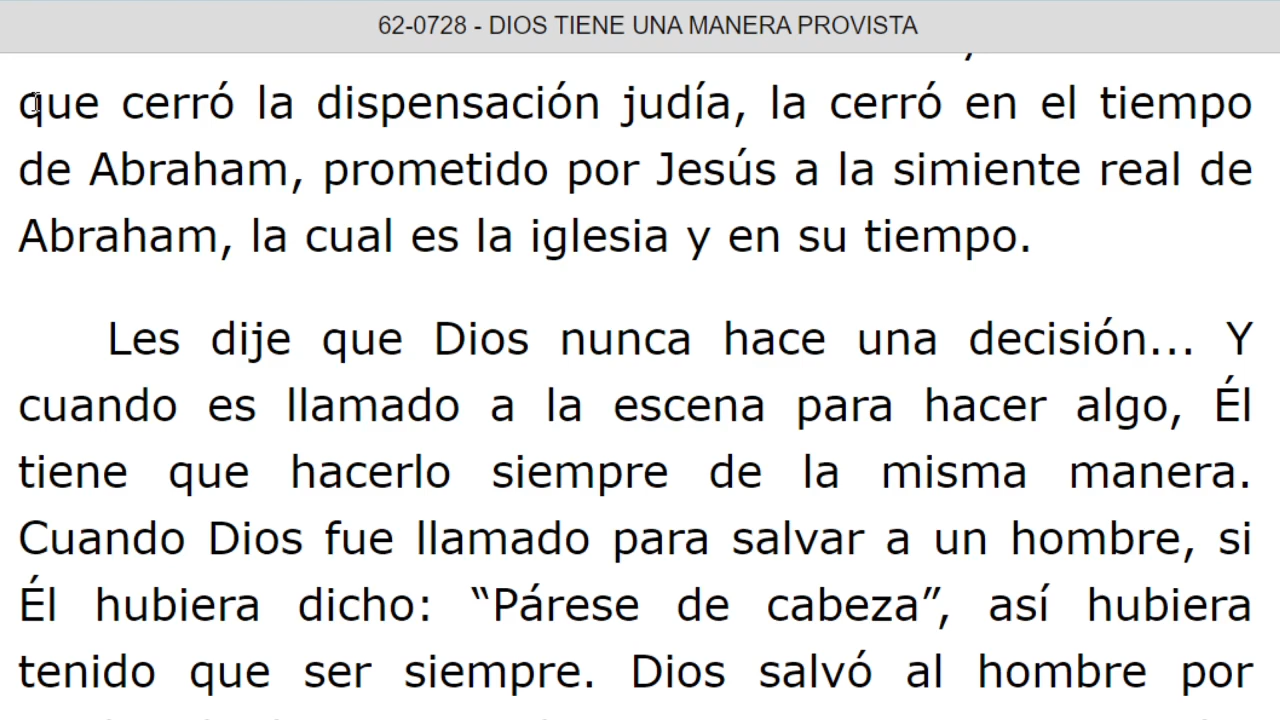 62-0728 - DIOS TIENE UNA MANERA PROVISTA
que cerró la dispensación judía, la cerró en el tiempo
de Abraham, prometido por Jesús a la simiente real de
Abraham, la cual es la iglesia y en su tiempo.
Les dije que Dios nunca hace una decisión... Y
cuando es llamado a la escena para hacer algo, Él
tiene que hacerlo siempre de la misma manera.
Cuando Dios fue llamado para salvar a un hombre, si
Él hubiera dicho: “Párese de cabeza”, así hubiera
tenido que ser siempre. Dios salvó al hombre por